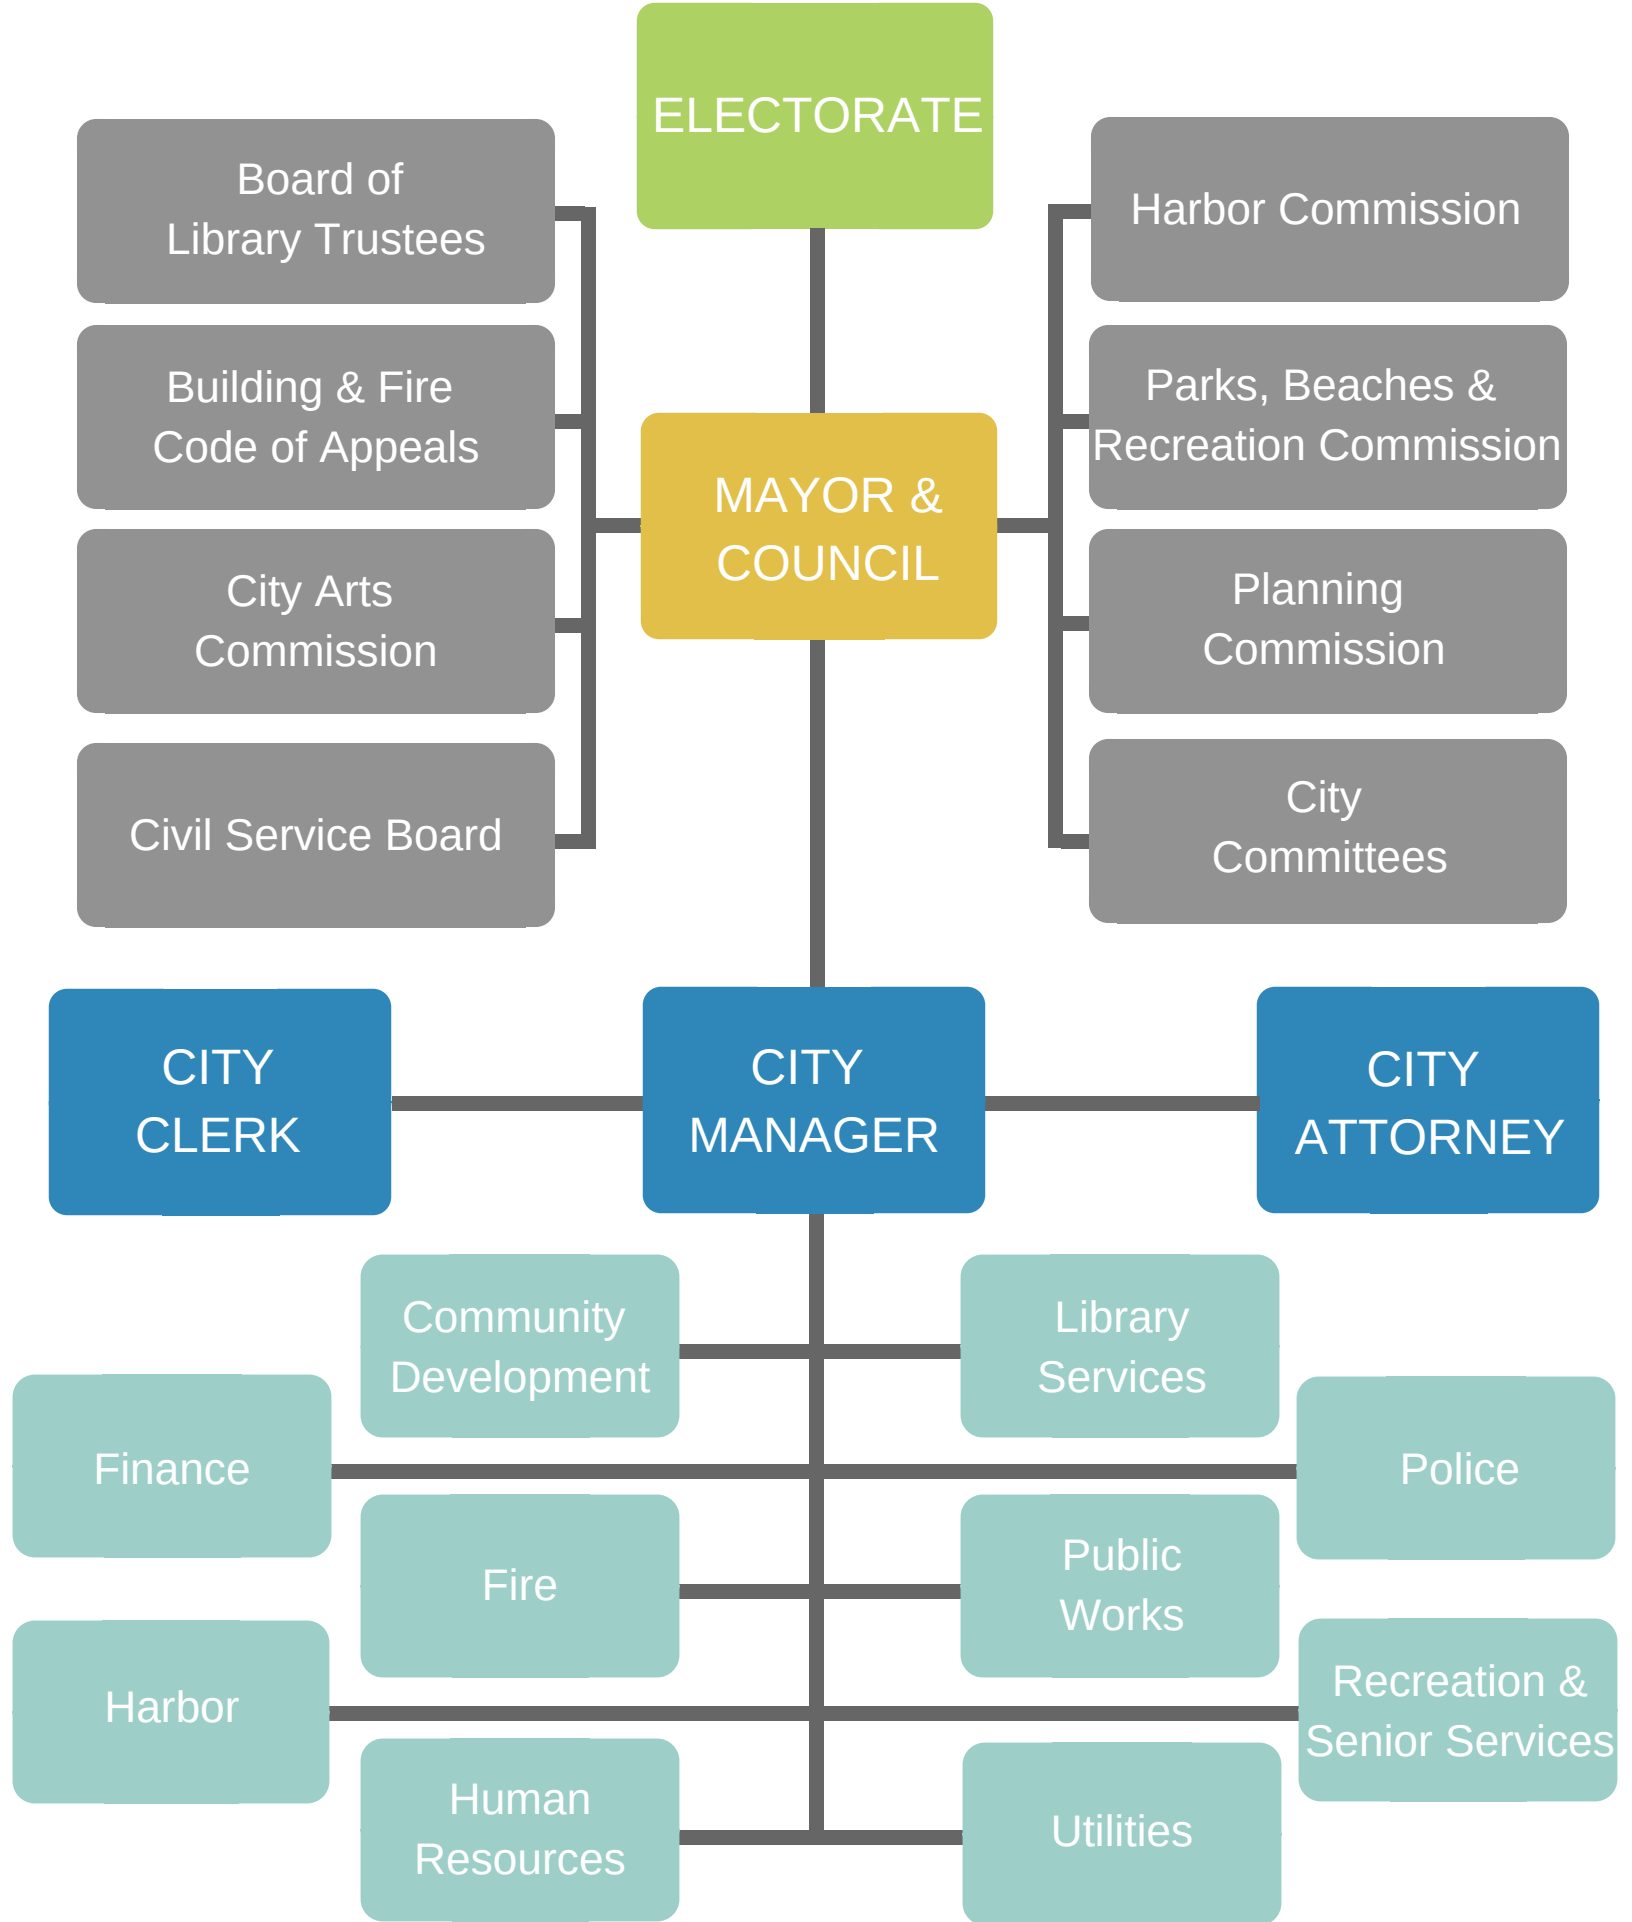 ELECTORATE
Board of
Library Trustees
Harbor Commission
Building & Fire
Code of Appeals
Parks, Beaches &
Recreation Commission
MAYOR &
COUNCIL
City Arts
Commission
Planning
Commission
Civil Service Board
City
Committees
CITY
CLERK
CITY
MANAGER
CITY
ATTORNEY
Community
Development
Library
Services
Finance
Police
Fire
Public
Works
Harbor
Recreation &
Senior Services
Human
Resources
Utilities